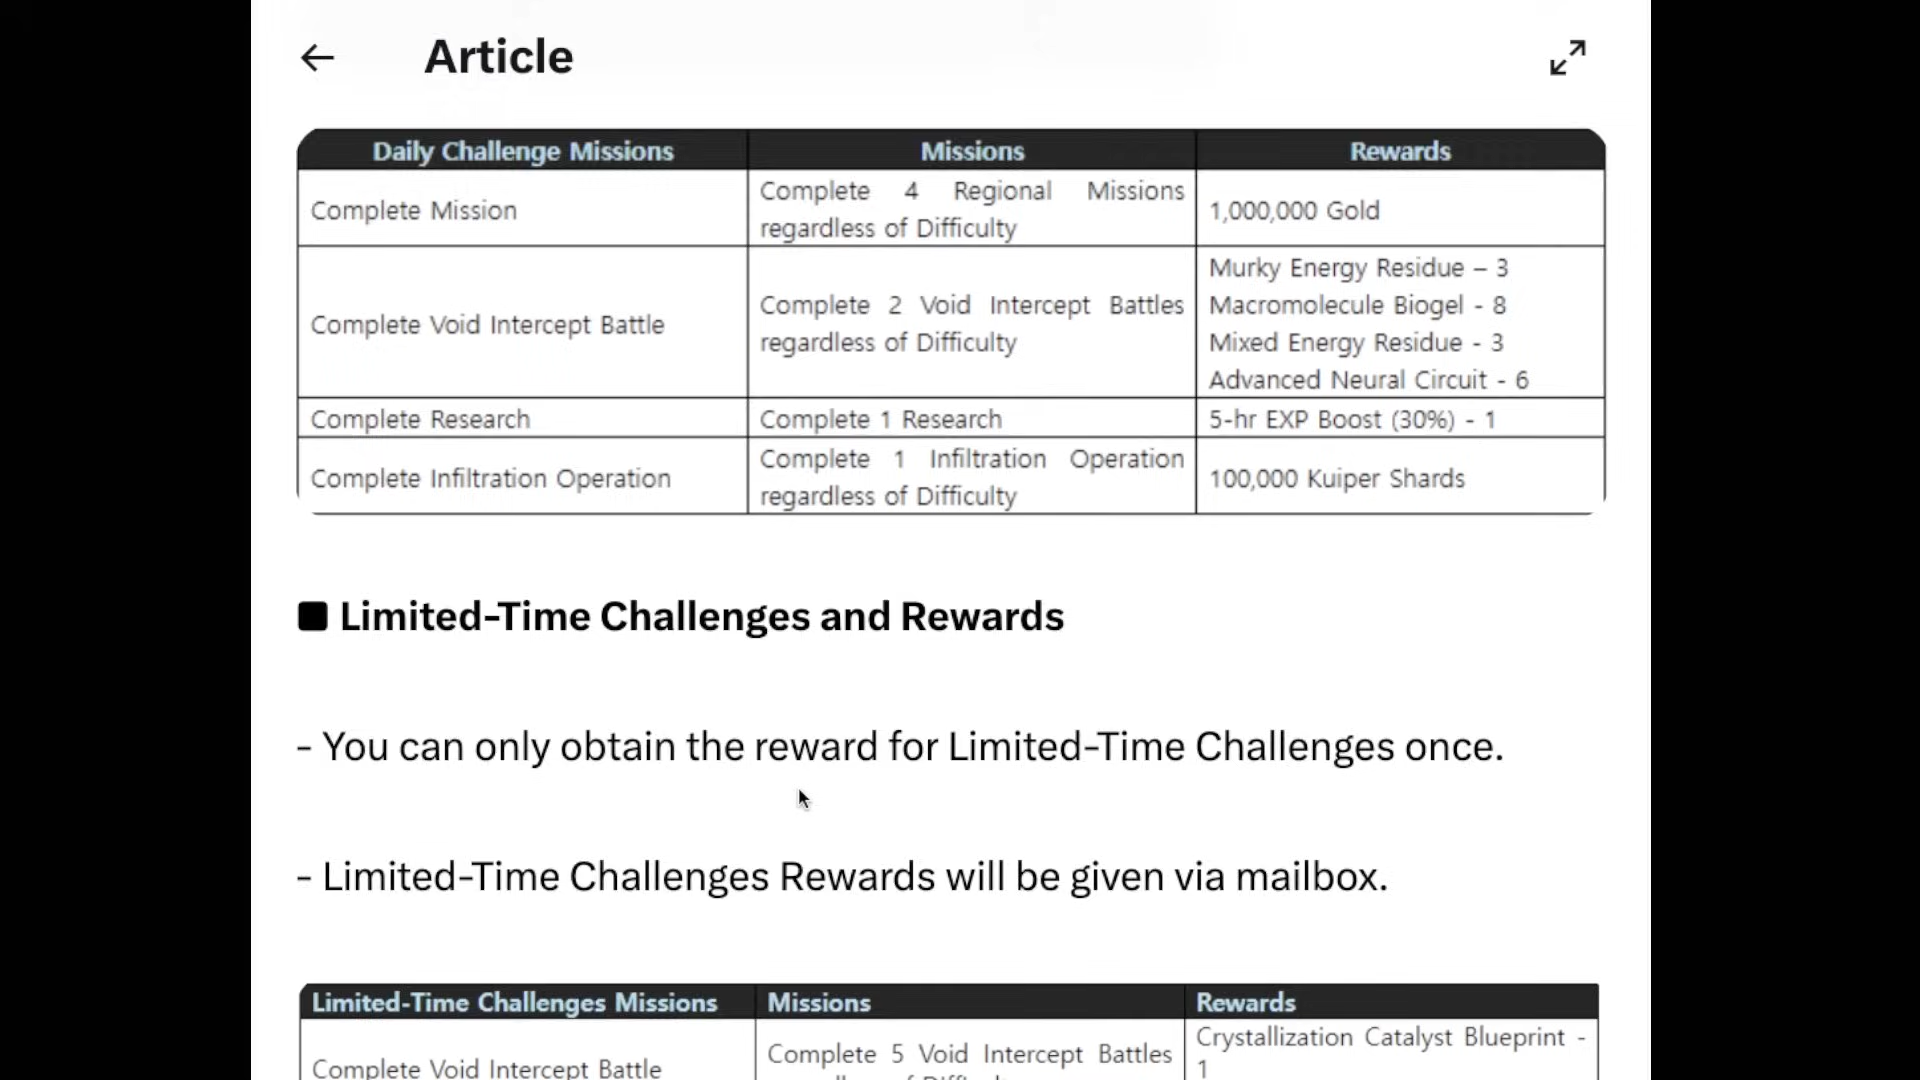 Article
Daily Challenge Missions Missions Rewards
Complete Mission
Complete 4 Regional Missions
regardless of Difficulty
1,000,000 Gold
Complete Void Intercept Battle
Complete 2 Void Intercept Battles
regardless of Difficulty
Murky Energy Residue – 3
Macromolecule Biogel - 8
Mixed Energy Residue - 3
Advanced Neural Circuit - 6
Complete Research
Complete 1 Research
5-hr EXP Boost (30%) - 1
Complete Infiltration Operation
Complete 1 Infiltration Operation
regardless of Difficulty
100,000 Kuiper Shards
■ Limited-Time Challenges and Rewards
- You can only obtain the reward for Limited-Time Challenges once.
- Limited-Time Challenges Rewards will be given via mailbox.
Limited-Time Challenges Missions Missions Rewards
Complete Void Intercept Battle
Complete 5 Void Intercept Battles
Crystallization Catalyst Blueprint -
1